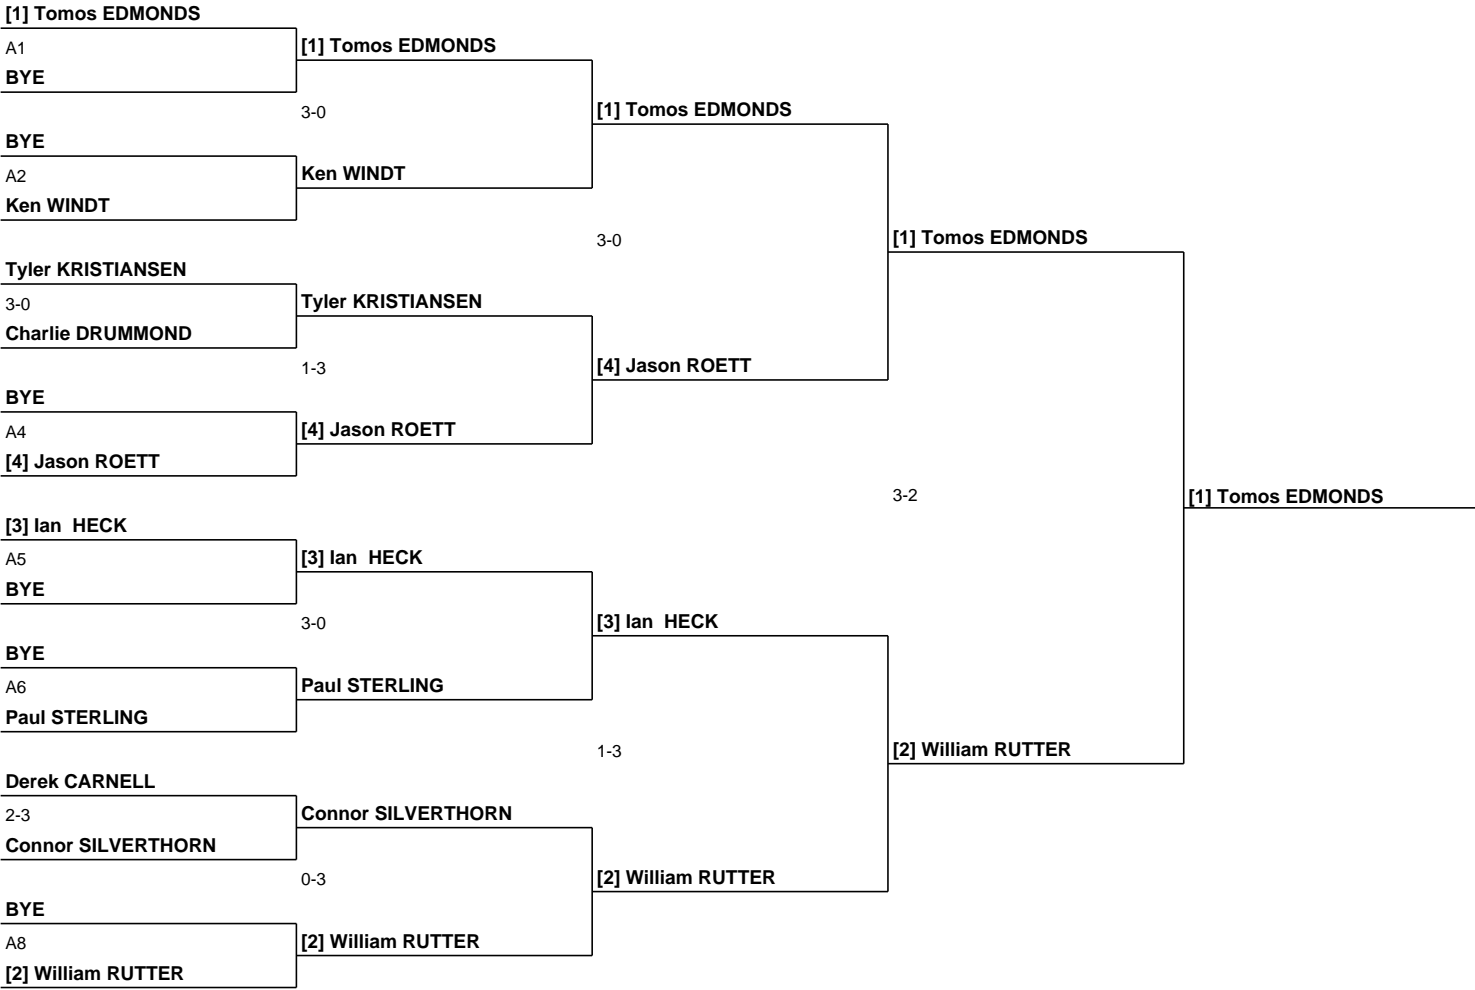 [1] Tomos EDMONDS
A1
BYE
[1] Tomos EDMONDS
3-0
BYE
A2
Ken WINDT
Ken WINDT
[1] Tomos EDMONDS
3-0
Tyler KRISTIANSEN
3-0
Charlie DRUMMOND
Tyler KRISTIANSEN
1-3
BYE
A4
[4] Jason ROETT
[4] Jason ROETT
[4] Jason ROETT
[1] Tomos EDMONDS
3-2
[1] Tomos EDMONDS
[3] Ian  HECK
A5
BYE
[3] Ian  HECK
3-0
BYE
A6
Paul STERLING
Paul STERLING
[3] Ian  HECK
1-3
Derek CARNELL
2-3
Connor SILVERTHORN
Connor SILVERTHORN
0-3
BYE
A8
[2] William RUTTER
[2] William RUTTER
[2] William RUTTER
[2] William RUTTER